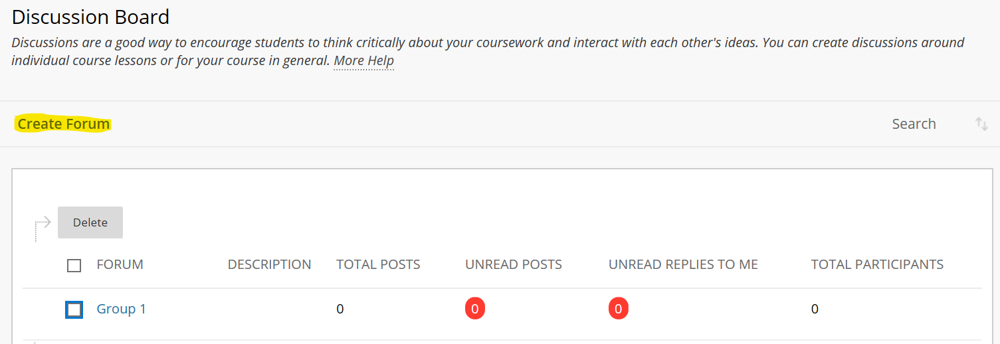 Discussion Board
Discussions are a good way to encourage students to think critically about your coursework and interact with each other's ideas. You can create discussions around
individual course lessons or for your course in general. More Help
Create Forum Search
Delete
FORUM DESCRIPTION TOTAL POSTS UNREAD POSTS UNREAD REPLIES TO ME TOTAL PARTICIPANTS
Group 1 0 0 0 0